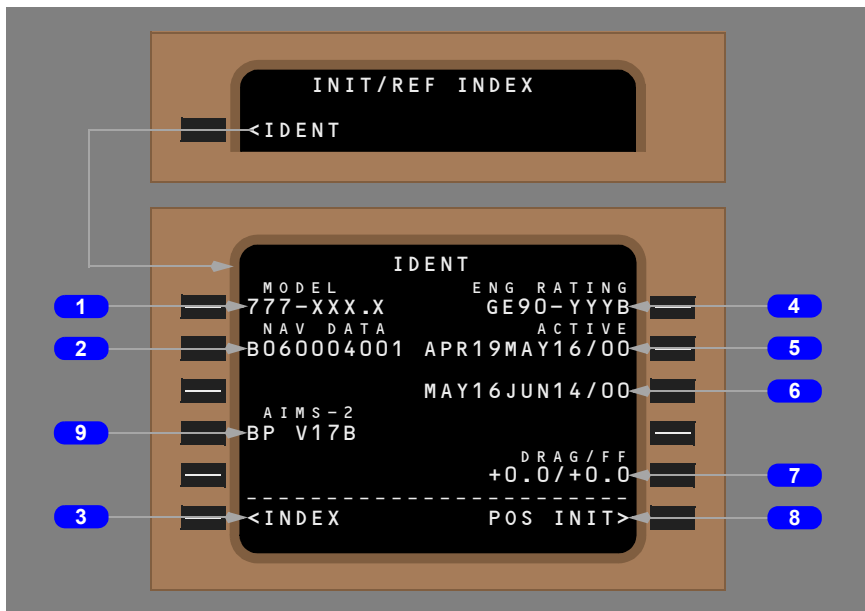 INIT/REF INDEX
<IDENT
IDENT
MODEL ENG RATING
1 777-XXX.X GE90-YYYB 4
NAV DATA ACTIVE
2 B060004001 APR19MAY16/00 5
MAY16JUN14/00 6
AIMS-2
9 BP V17B
DRAG/FF
+0.0/+0.0 7
------------------------
3 <INDEX POS INIT> 8